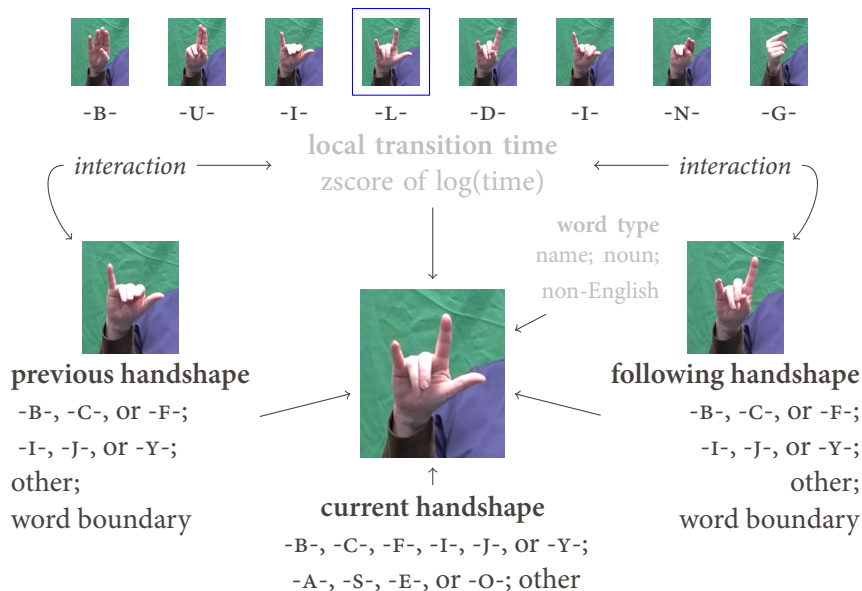 -B- -U- -I- -L- -D- -I- -N- -G-
local transition time
interaction
zscore of log(time)
interaction
word type
name; noun;
non-English
previous handshape
-B-, -C-, or -F-;
-I-, -J-, or -Y-;
other;
word boundary
following handshape
-B-, -C-, or -F-;
-I-, -J-, or -Y-;
other;
word boundary
current handshape
-B-, -C-, -F-, -I-, -J-, or -Y-;
-A-, -S-, -E-, or -O-; other